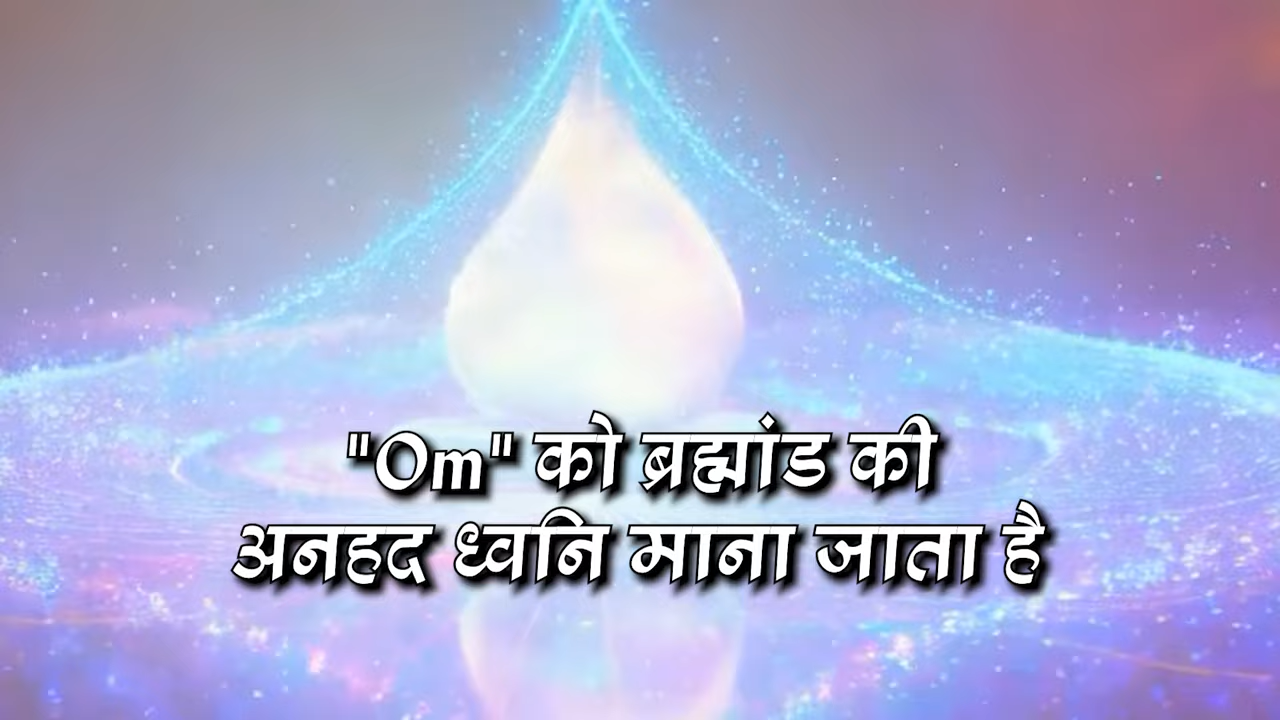 "Om" को ब्रह्मांड की
अनहद ध्वनि माना जाता है